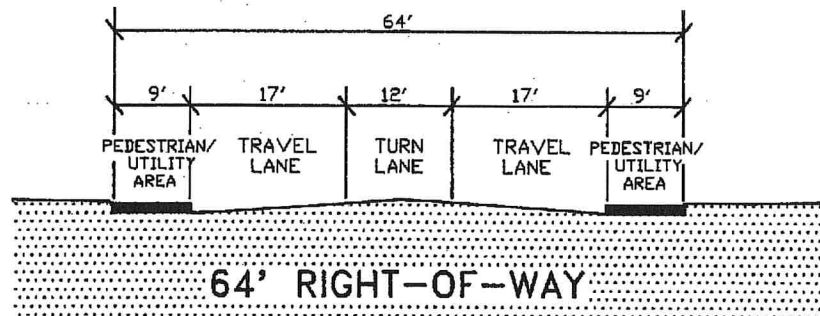 64'
9' 17' 12' 17' 9'
PEDESTRIAN/
UTILITY
AREA
TRAVEL
LANE
TURN
LANE
TRAVEL
LANE
PEDESTRIAN/
UTILITY
AREA
64' RIGHT-OF-WAY